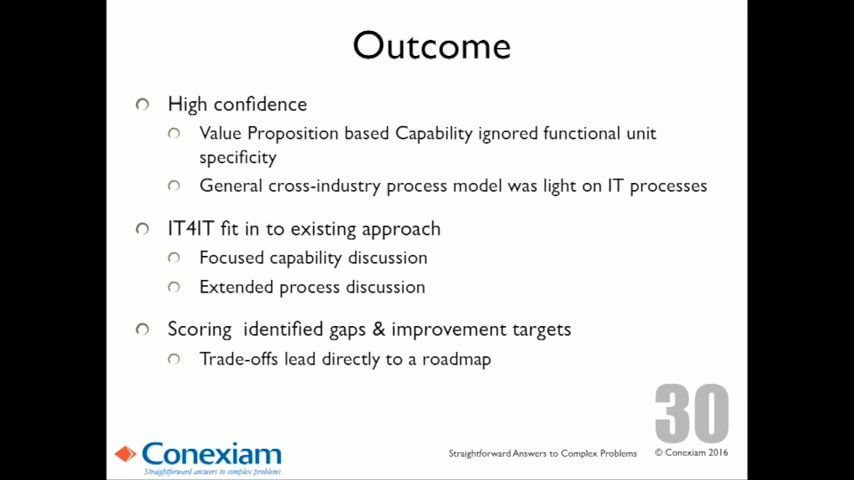 Outcome
High confidence
Value Proposition based Capability ignored functional unit
specificity
General cross-industry process model was light on IT processes
IT4IT fit in to existing approach
Focused capability discussion
Extended process discussion
Scoring identified gaps & improvement targets
Trade-offs lead directly to a roadmap
30
Conexiam
Straightforward answers to complex problems
Straightforward Answers to Complex Problems
© Conexiam 2016